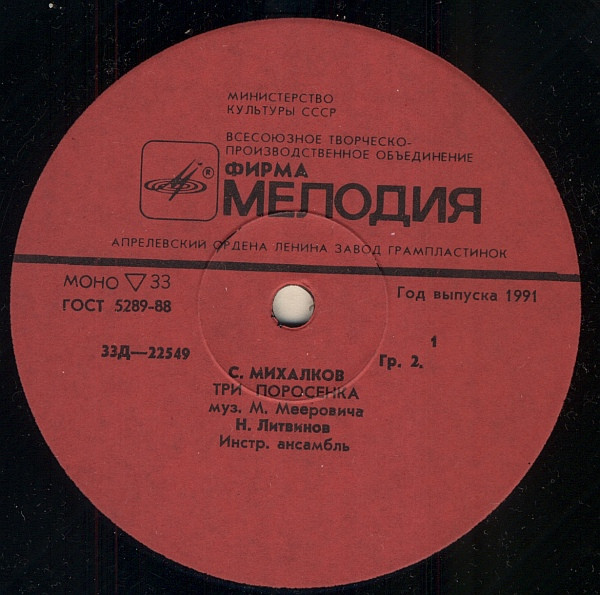 МИНИСТЕРСТВО
КУЛЬТУРЫ СССР
ВСЕСОЮЗНОЕ ТВОРЧЕСКО-
ПРОИЗВОДСТВЕННОЕ ОБЪЕДИНЕНИЕ
ФИРМА
®
МЕЛОДИЯ
АПРЕЛЕВСКИЙ ОРДЕНА ЛЕНИНА ЗАВОД ГРАМПЛАСТИНОК
МОНО ▽ 33
ГОСТ 5289-88
Год выпуска 1991
33Д—22549
1
Гр. 2.
С. МИХАЛКОВ
ТРИ ПОРОСЕНКА
муз. М. Мееровича
Н. Литвинов
Инстр. ансамбль